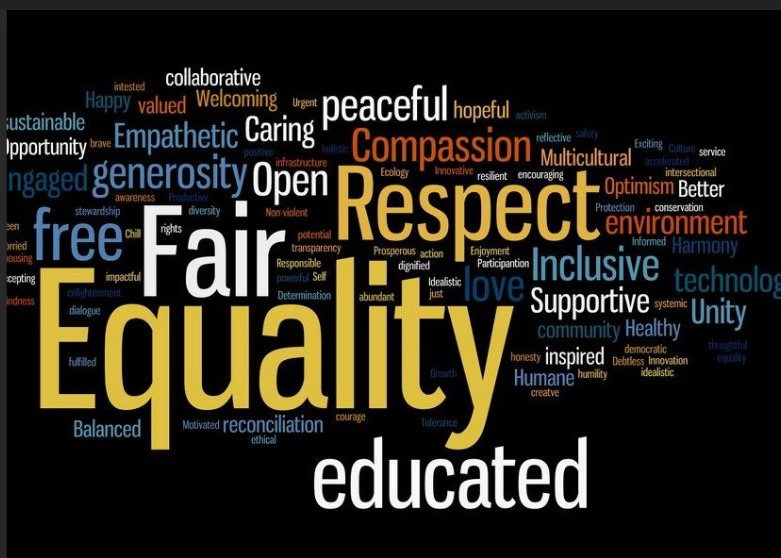 collaborative
intested
Happy valued Welcoming Urgent peaceful hopeful activism
sustainable
Opportunity brave Empathetic Caring holistic Compassion reflective safety
positive Multicultural Exciting Culture service
accelerated
ngaged generosity infrastructure Open Ecology Innovative resilient encouraging intersectional
awareness Productive Respect Optimism Better
stewardship diversity Non-violent Protection conservation
een free Chill rights Fair potential environment
orried transparency Prosperous action Enjoyment Informed Harmony
housing Responsible dignified Participantion Inclusive
ccepting impactful powerful Self Idealistic love technolog
indness enlightenment Determination abundant just Supportive systemic Unity
dialogue Equality community Healthy
fulfilled honesty inspired democratic thoughtful
Debtless Innovation equality
Growth Humane humility idealistic
creatve
Balanced Motivated reconciliation courage Tolerance
ethical
educated